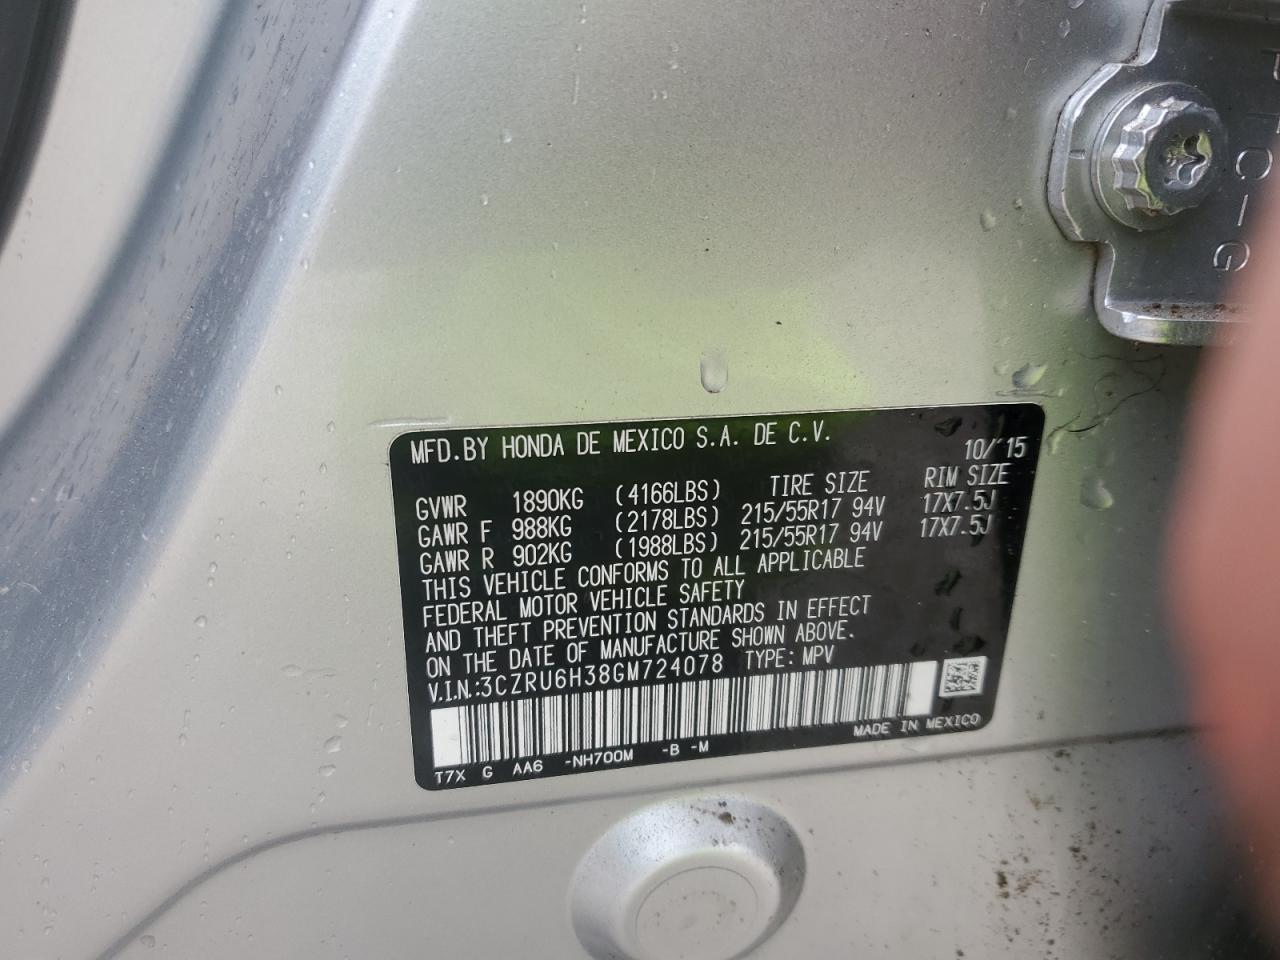 MFD.BY HONDA DE MEXICO S.A. DE C.V. 10/'15
TIRE SIZE RIM SIZE
GVWR 1890KG (4166LBS)
GAWR F 988KG (2178LBS) 215/55R17 94V 17X7.5J
GAWR R 902KG (1988LBS) 215/55R17 94V 17X7.5J
THIS VEHICLE CONFORMS TO ALL APPLICABLE
FEDERAL MOTOR VEHICLE SAFETY
AND THEFT PREVENTION STANDARDS IN EFFECT
ON THE DATE OF MANUFACTURE SHOWN ABOVE.
V.I.N.:3CZRU6H38GM724078 TYPE: MPV
MADE IN MEXICO
T7X G AA6 -NH700M -B -M